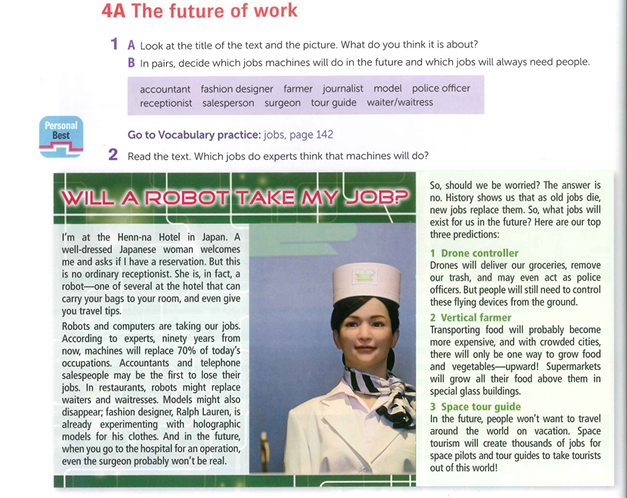 4A The future of work
1 A Look at the title of the text and the picture. What do you think it is about?
B In pairs, decide which jobs machines will do in the future and which jobs will always need people.
accountant fashion designer farmer journalist model police officer
receptionist salesperson surgeon tour guide waiter/waitress
Personal
Best
Go to Vocabulary practice: jobs, page 142
2 Read the text. Which jobs do experts think that machines will do?
WILL A ROBOT TAKE MY JOB?
I'm at the Henn-na Hotel in Japan. A
well-dressed Japanese woman welcomes
me and asks if I have a reservation. But this
is no ordinary receptionist. She is, in fact, a
robot—one of several at the hotel that can
carry your bags to your room, and even give
you travel tips.
Robots and computers are taking our jobs.
According to experts, ninety years from
now, machines will replace 70% of today's
occupations. Accountants and telephone
salespeople may be the first to lose their
jobs. In restaurants, robots might replace
waiters and waitresses. Models might also
disappear; fashion designer, Ralph Lauren, is
already experimenting with holographic
models for his clothes. And in the future,
when you go to the hospital for an operation,
even the surgeon probably won't be real.
So, should we be worried? The answer is
no. History shows us that as old jobs die,
new jobs replace them. So, what jobs will
exist for us in the future? Here are our top
three predictions:
1 Drone controller
Drones will deliver our groceries, remove
our trash, and may even act as police
officers. But people will still need to control
these flying devices from the ground.
2 Vertical farmer
Transporting food will probably become
more expensive, and with crowded cities,
there will only be one way to grow food
and vegetables—upward! Supermarkets
will grow all their food above them in
special glass buildings.
3 Space tour guide
In the future, people won't want to travel
around the world on vacation. Space
tourism will create thousands of jobs for
space pilots and tour guides to take tourists
out of this world!